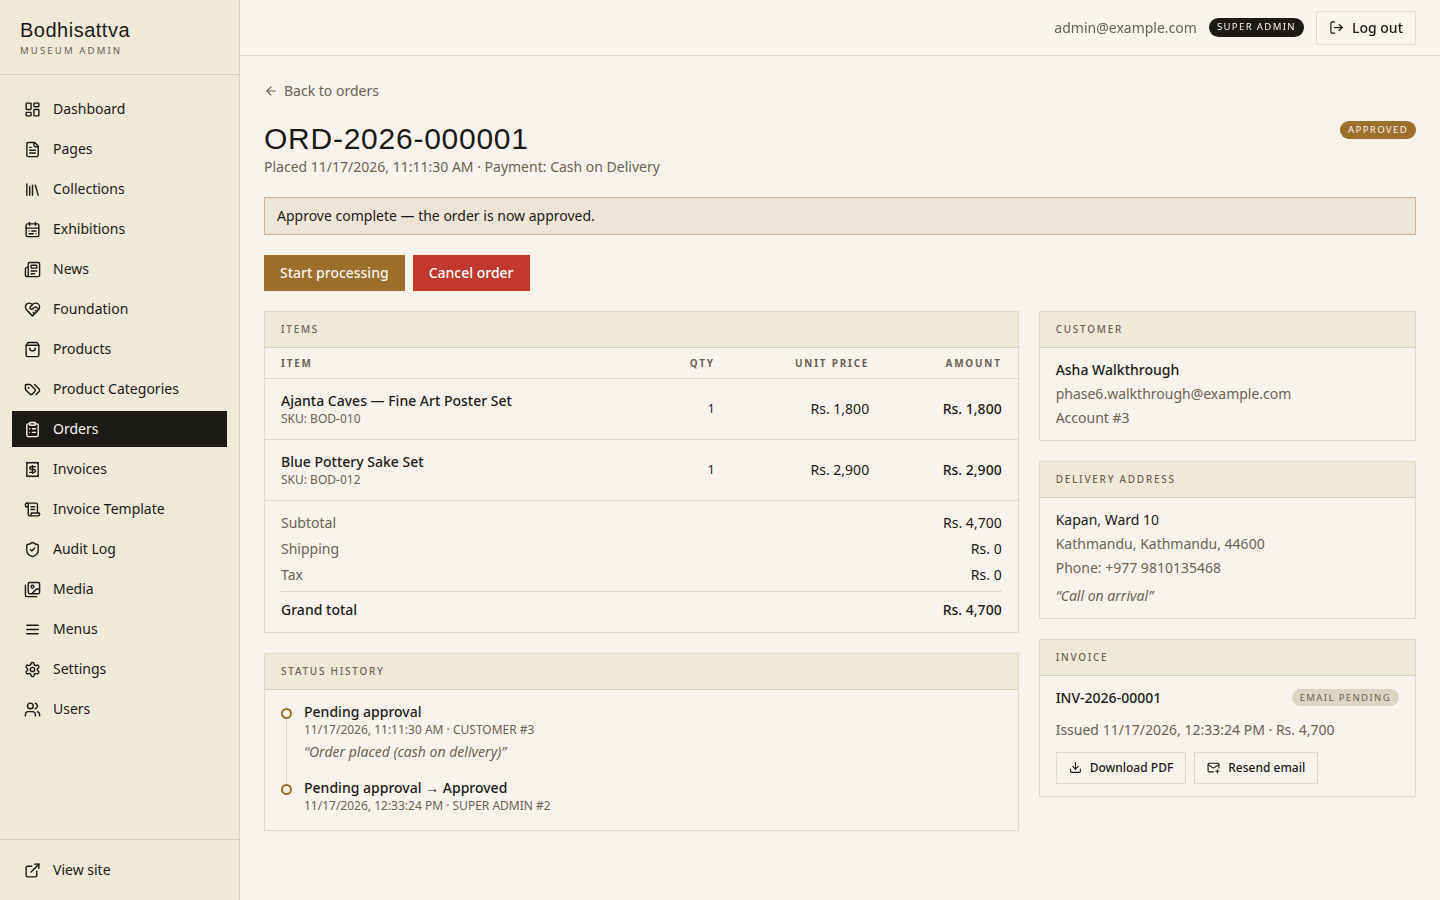 Bodhisattva
MUSEUM ADMIN
Dashboard
Pages
Collections
Exhibitions
News
Foundation
Products
Product Categories
Orders
Invoices
Invoice Template
Audit Log
Media
Menus
Settings
Users
View site
admin@example.com SUPER ADMIN Log out
Back to orders
ORD-2026-000001 APPROVED
Placed 11/17/2026, 11:11:30 AM · Payment: Cash on Delivery
Approve complete — the order is now approved.
Start processing Cancel order
ITEMS
ITEM QTY UNIT PRICE AMOUNT
Ajanta Caves — Fine Art Poster Set 1 Rs. 1,800 Rs. 1,800
SKU: BOD-010
Blue Pottery Sake Set 1 Rs. 2,900 Rs. 2,900
SKU: BOD-012
Subtotal Rs. 4,700
Shipping Rs. 0
Tax Rs. 0
Grand total Rs. 4,700
STATUS HISTORY
Pending approval
11/17/2026, 11:11:30 AM · CUSTOMER #3
“Order placed (cash on delivery)”
Pending approval → Approved
11/17/2026, 12:33:24 PM · SUPER ADMIN #2
CUSTOMER
Asha Walkthrough
phase6.walkthrough@example.com
Account #3
DELIVERY ADDRESS
Kapan, Ward 10
Kathmandu, Kathmandu, 44600
Phone: +977 9810135468
“Call on arrival”
INVOICE
INV-2026-00001 EMAIL PENDING
Issued 11/17/2026, 12:33:24 PM · Rs. 4,700
Download PDF Resend email